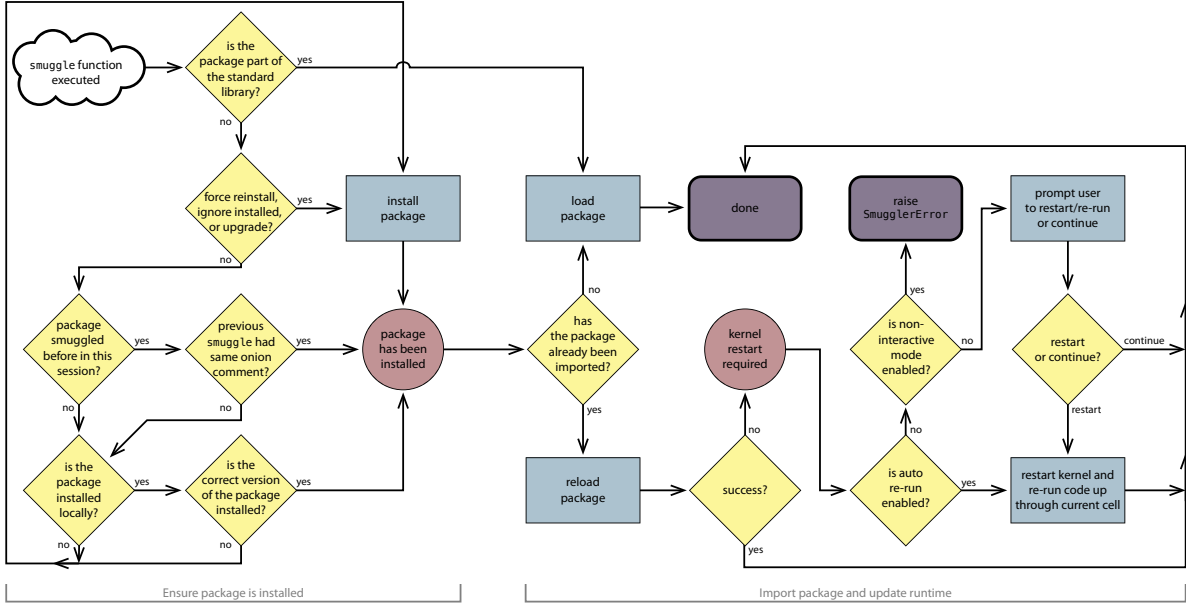 smuggle function
executed
is the
package part of
the standard
library?
yes
no
force reinstall,
ignore installed,
or upgrade?
yes
no
install
package
load
package
done
raise
SmugglerError
prompt user
to restart/re-run
or continue
package
smuggled
before in this
session?
yes
no
previous
smuggle had
same onion
comment?
yes
no
package
has been
installed
has
the package
already been
imported?
no
yes
kernel
restart
required
is non-
interactive
mode
enabled?
yes
no
restart
or continue?
continue
restart
is the
package
installed
locally?
yes
no
is the
correct version
of the package
installed?
yes
no
reload
package
success?
no
yes
is auto
re-run
enabled?
no
yes
restart kernel and
re-run code up
through current cell
Ensure package is installed
Import package and update runtime